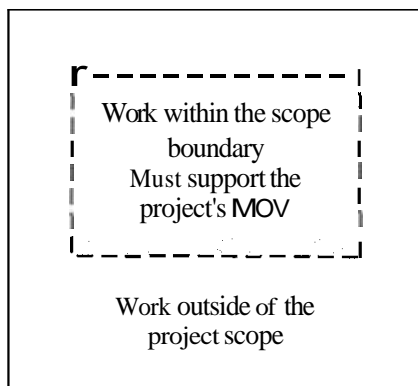 Work within the scope
boundary
Must support the
project's MOV
Work outside of the
project scope